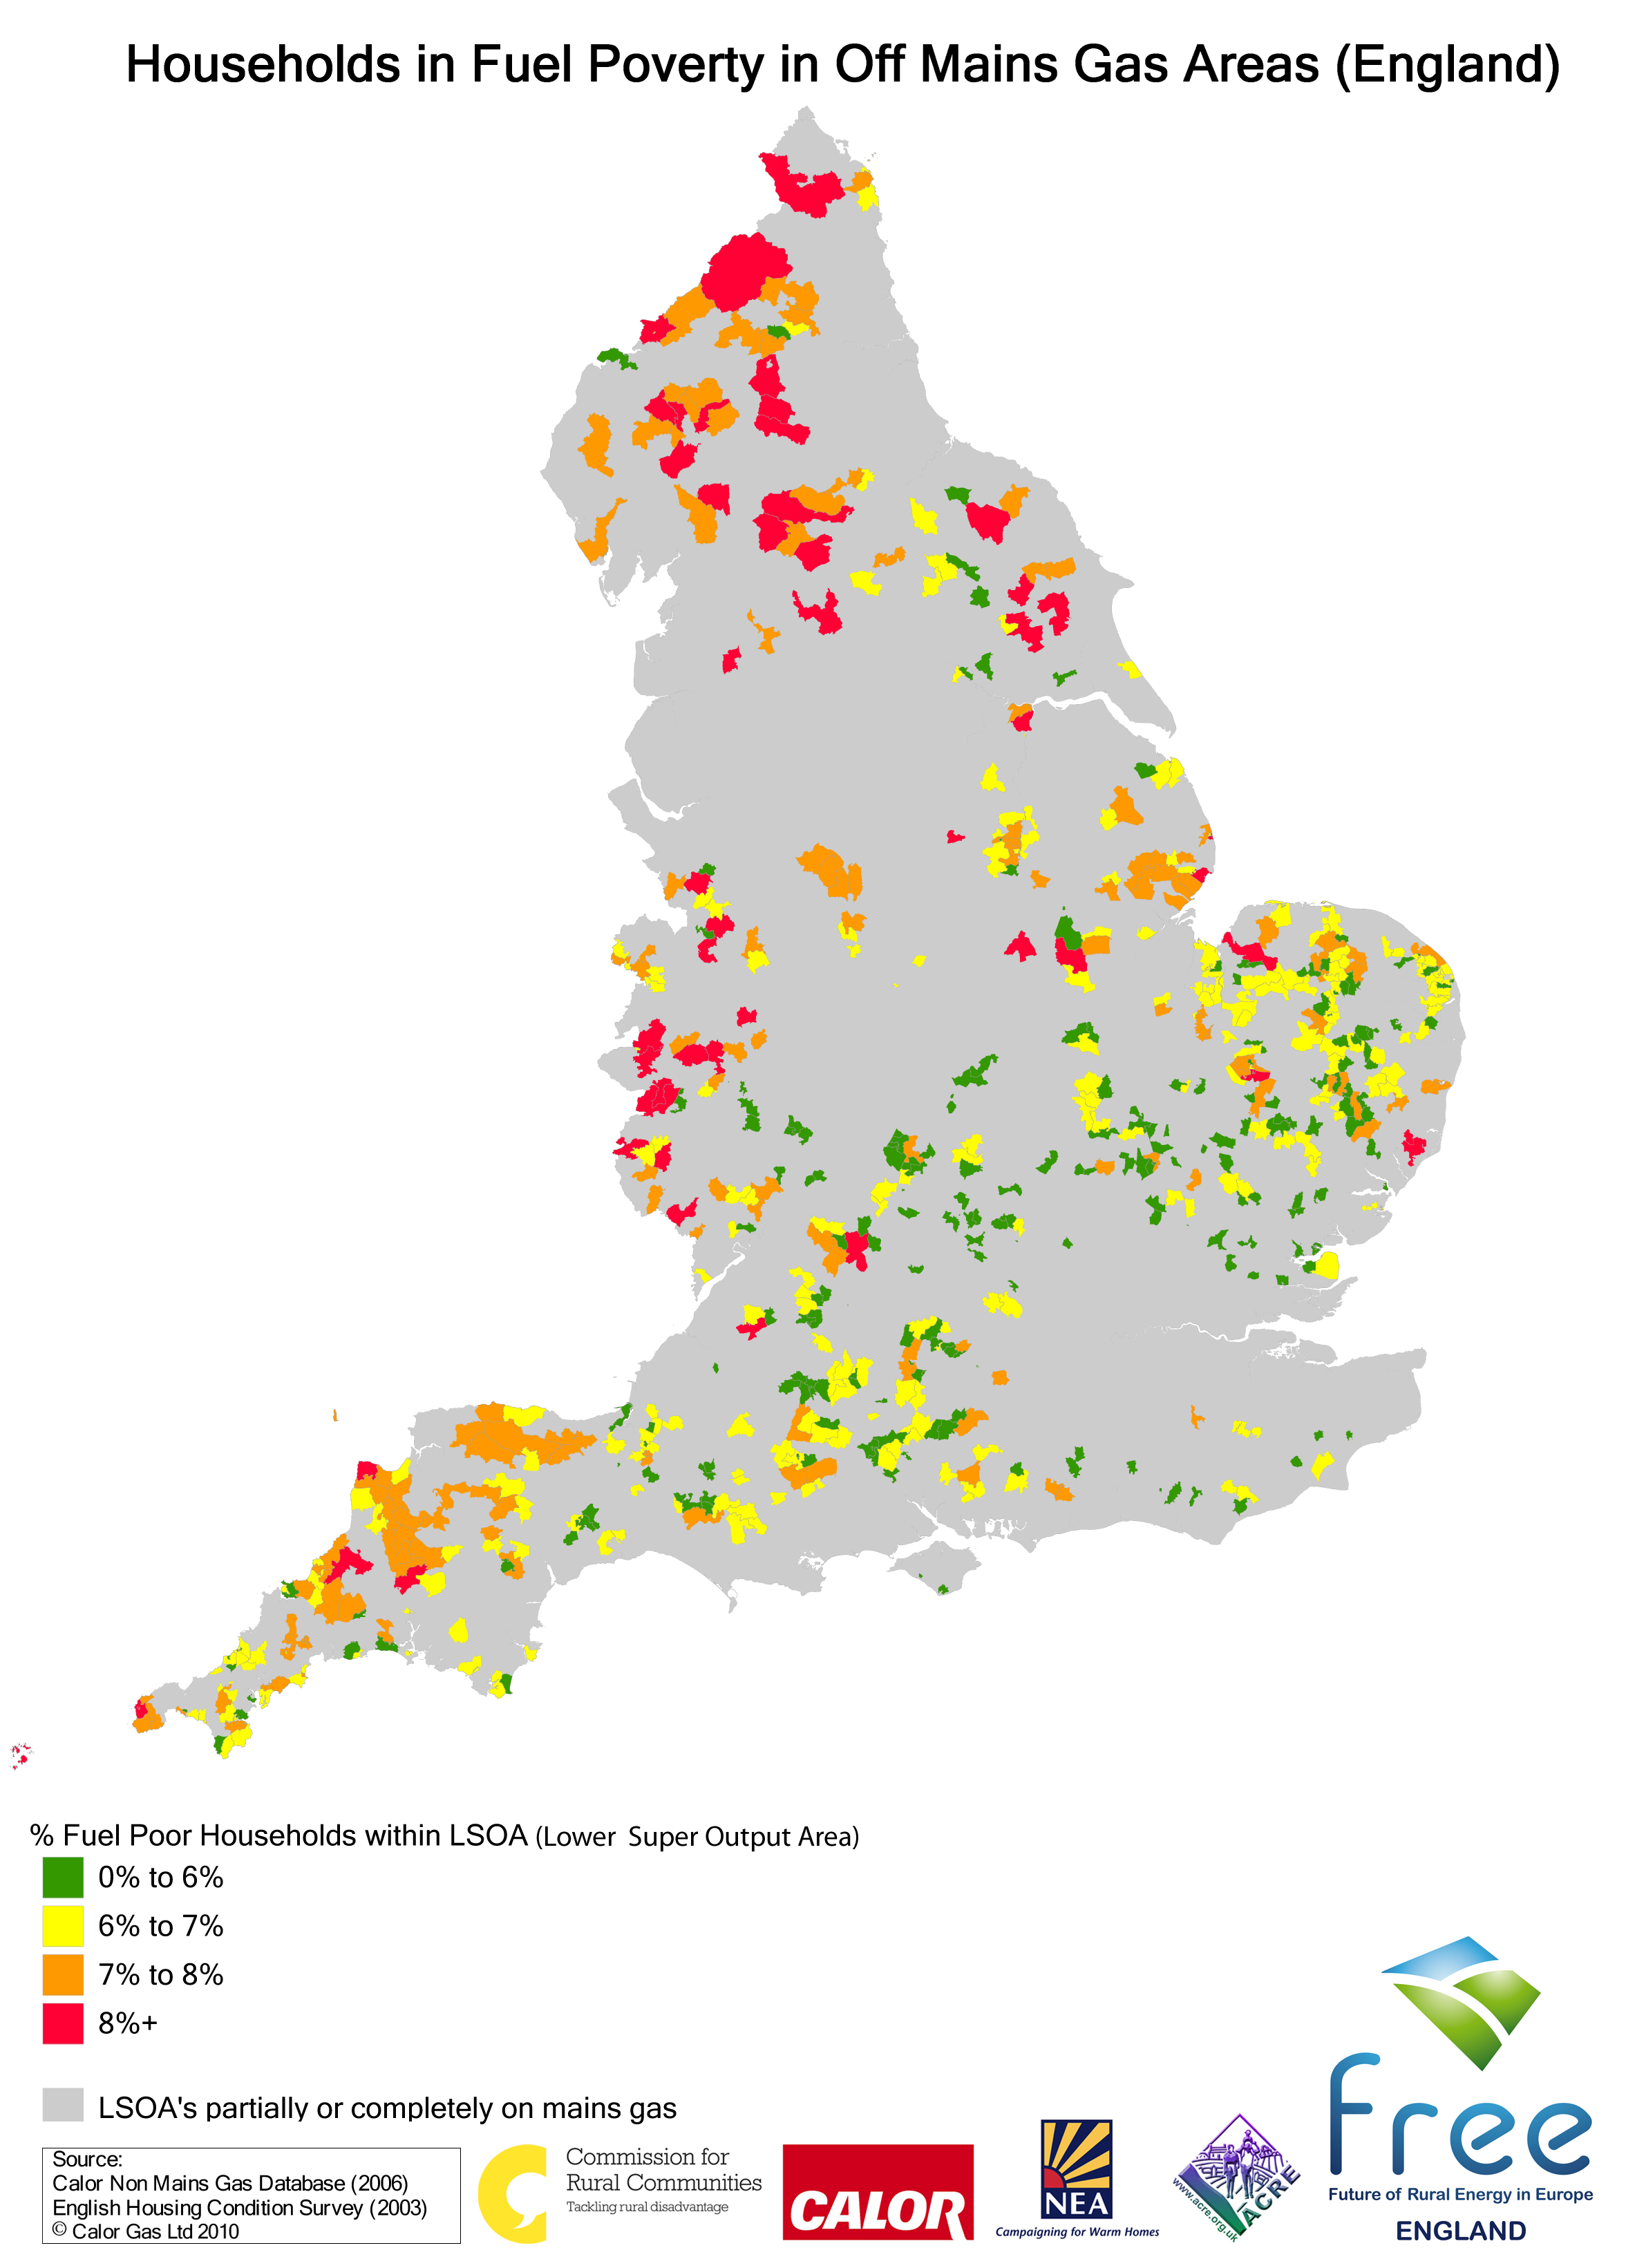 Households in Fuel Poverty in Off Mains Gas Areas (England)
% Fuel Poor Households within LSOA (Lower Super Output Area)
0% to 6%
6% to 7%
7% to 8%
8%+
LSOA's partially or completely on mains gas
Source:
Calor Non Mains Gas Database (2006)
English Housing Condition Survey (2003)
© Calor Gas Ltd 2010
Commission for
Rural Communities
Tackling rural disadvantage
CALOR
NEA
Campaigning for Warm Homes
www.acre.org.uk
ACRE
free
Future of Rural Energy in Europe
ENGLAND